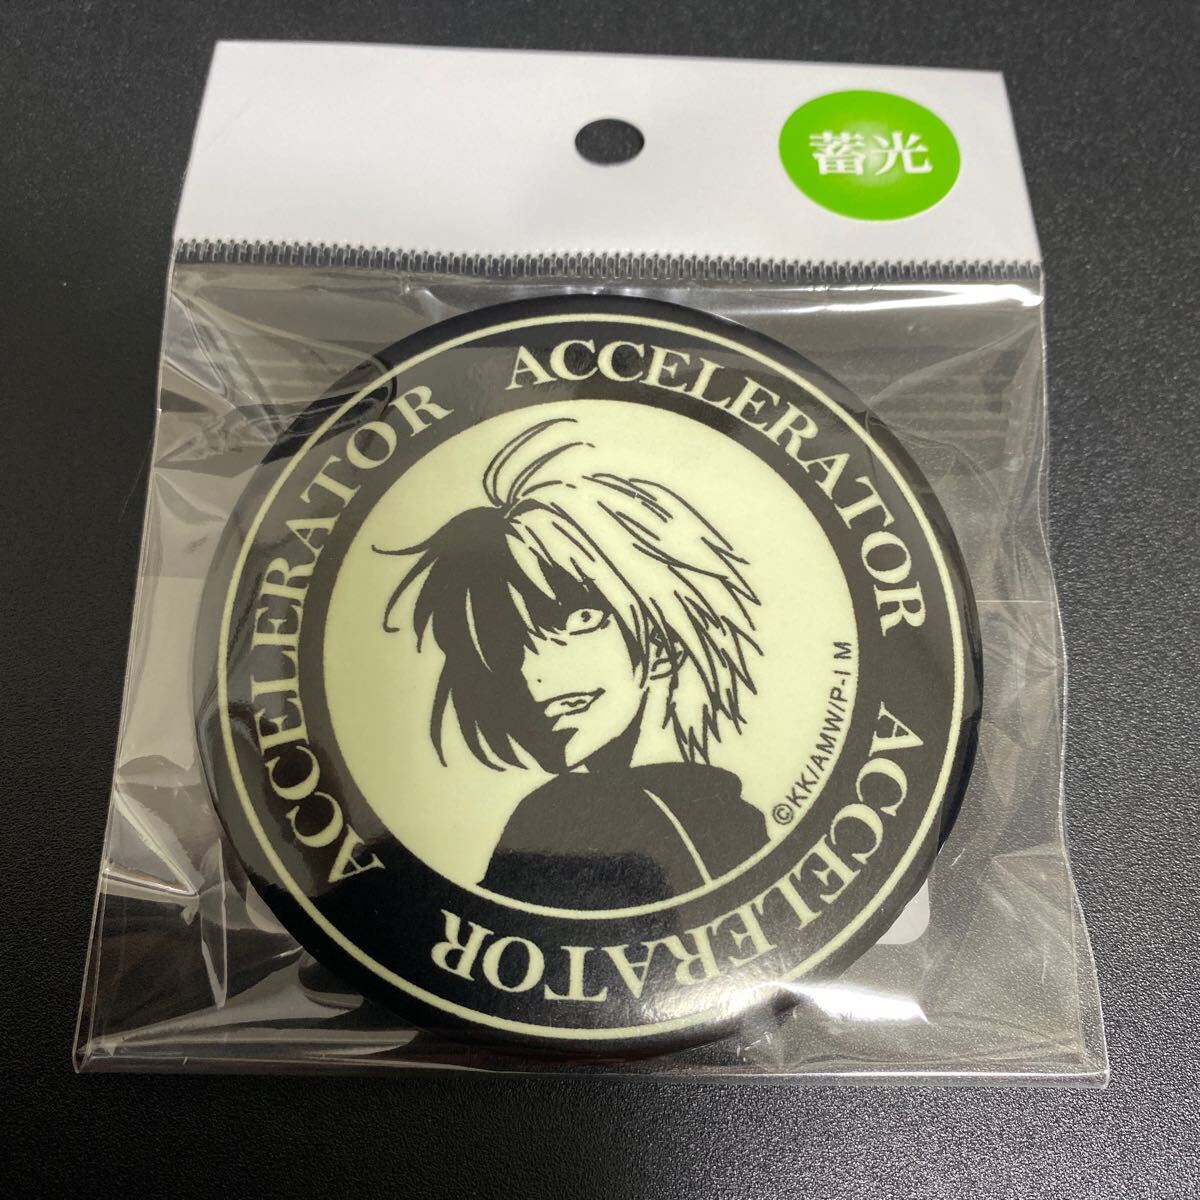 蓄光
ACCELERATOR
ACCELERATOR
ACCELERATOR
©KK/AMW/P-I M